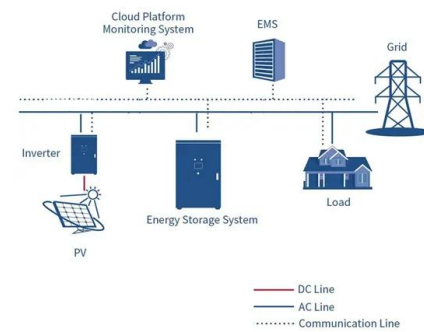 Cloud Platform
Monitoring System
EMS
Grid
Inverter
Energy Storage System
Load
PV
DC Line
AC Line
Communication Line